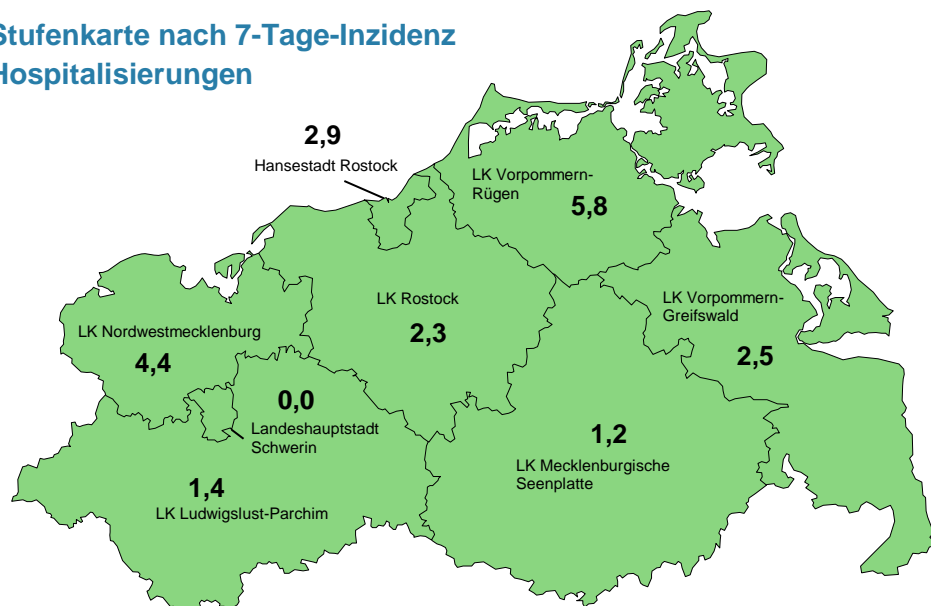 Stufenkarte nach 7-Tage-Inzidenz
Hospitalisierungen
2,9
Hansestadt Rostock
LK Vorpommern-
Rügen
5,8
LK Rostock
2,3
LK Vorpommern-
Greifswald
2,5
LK Nordwestmecklenburg
4,4
0,0
Landeshauptstadt
Schwerin
1,2
LK Mecklenburgische
Seenplatte
1,4
LK Ludwigslust-Parchim